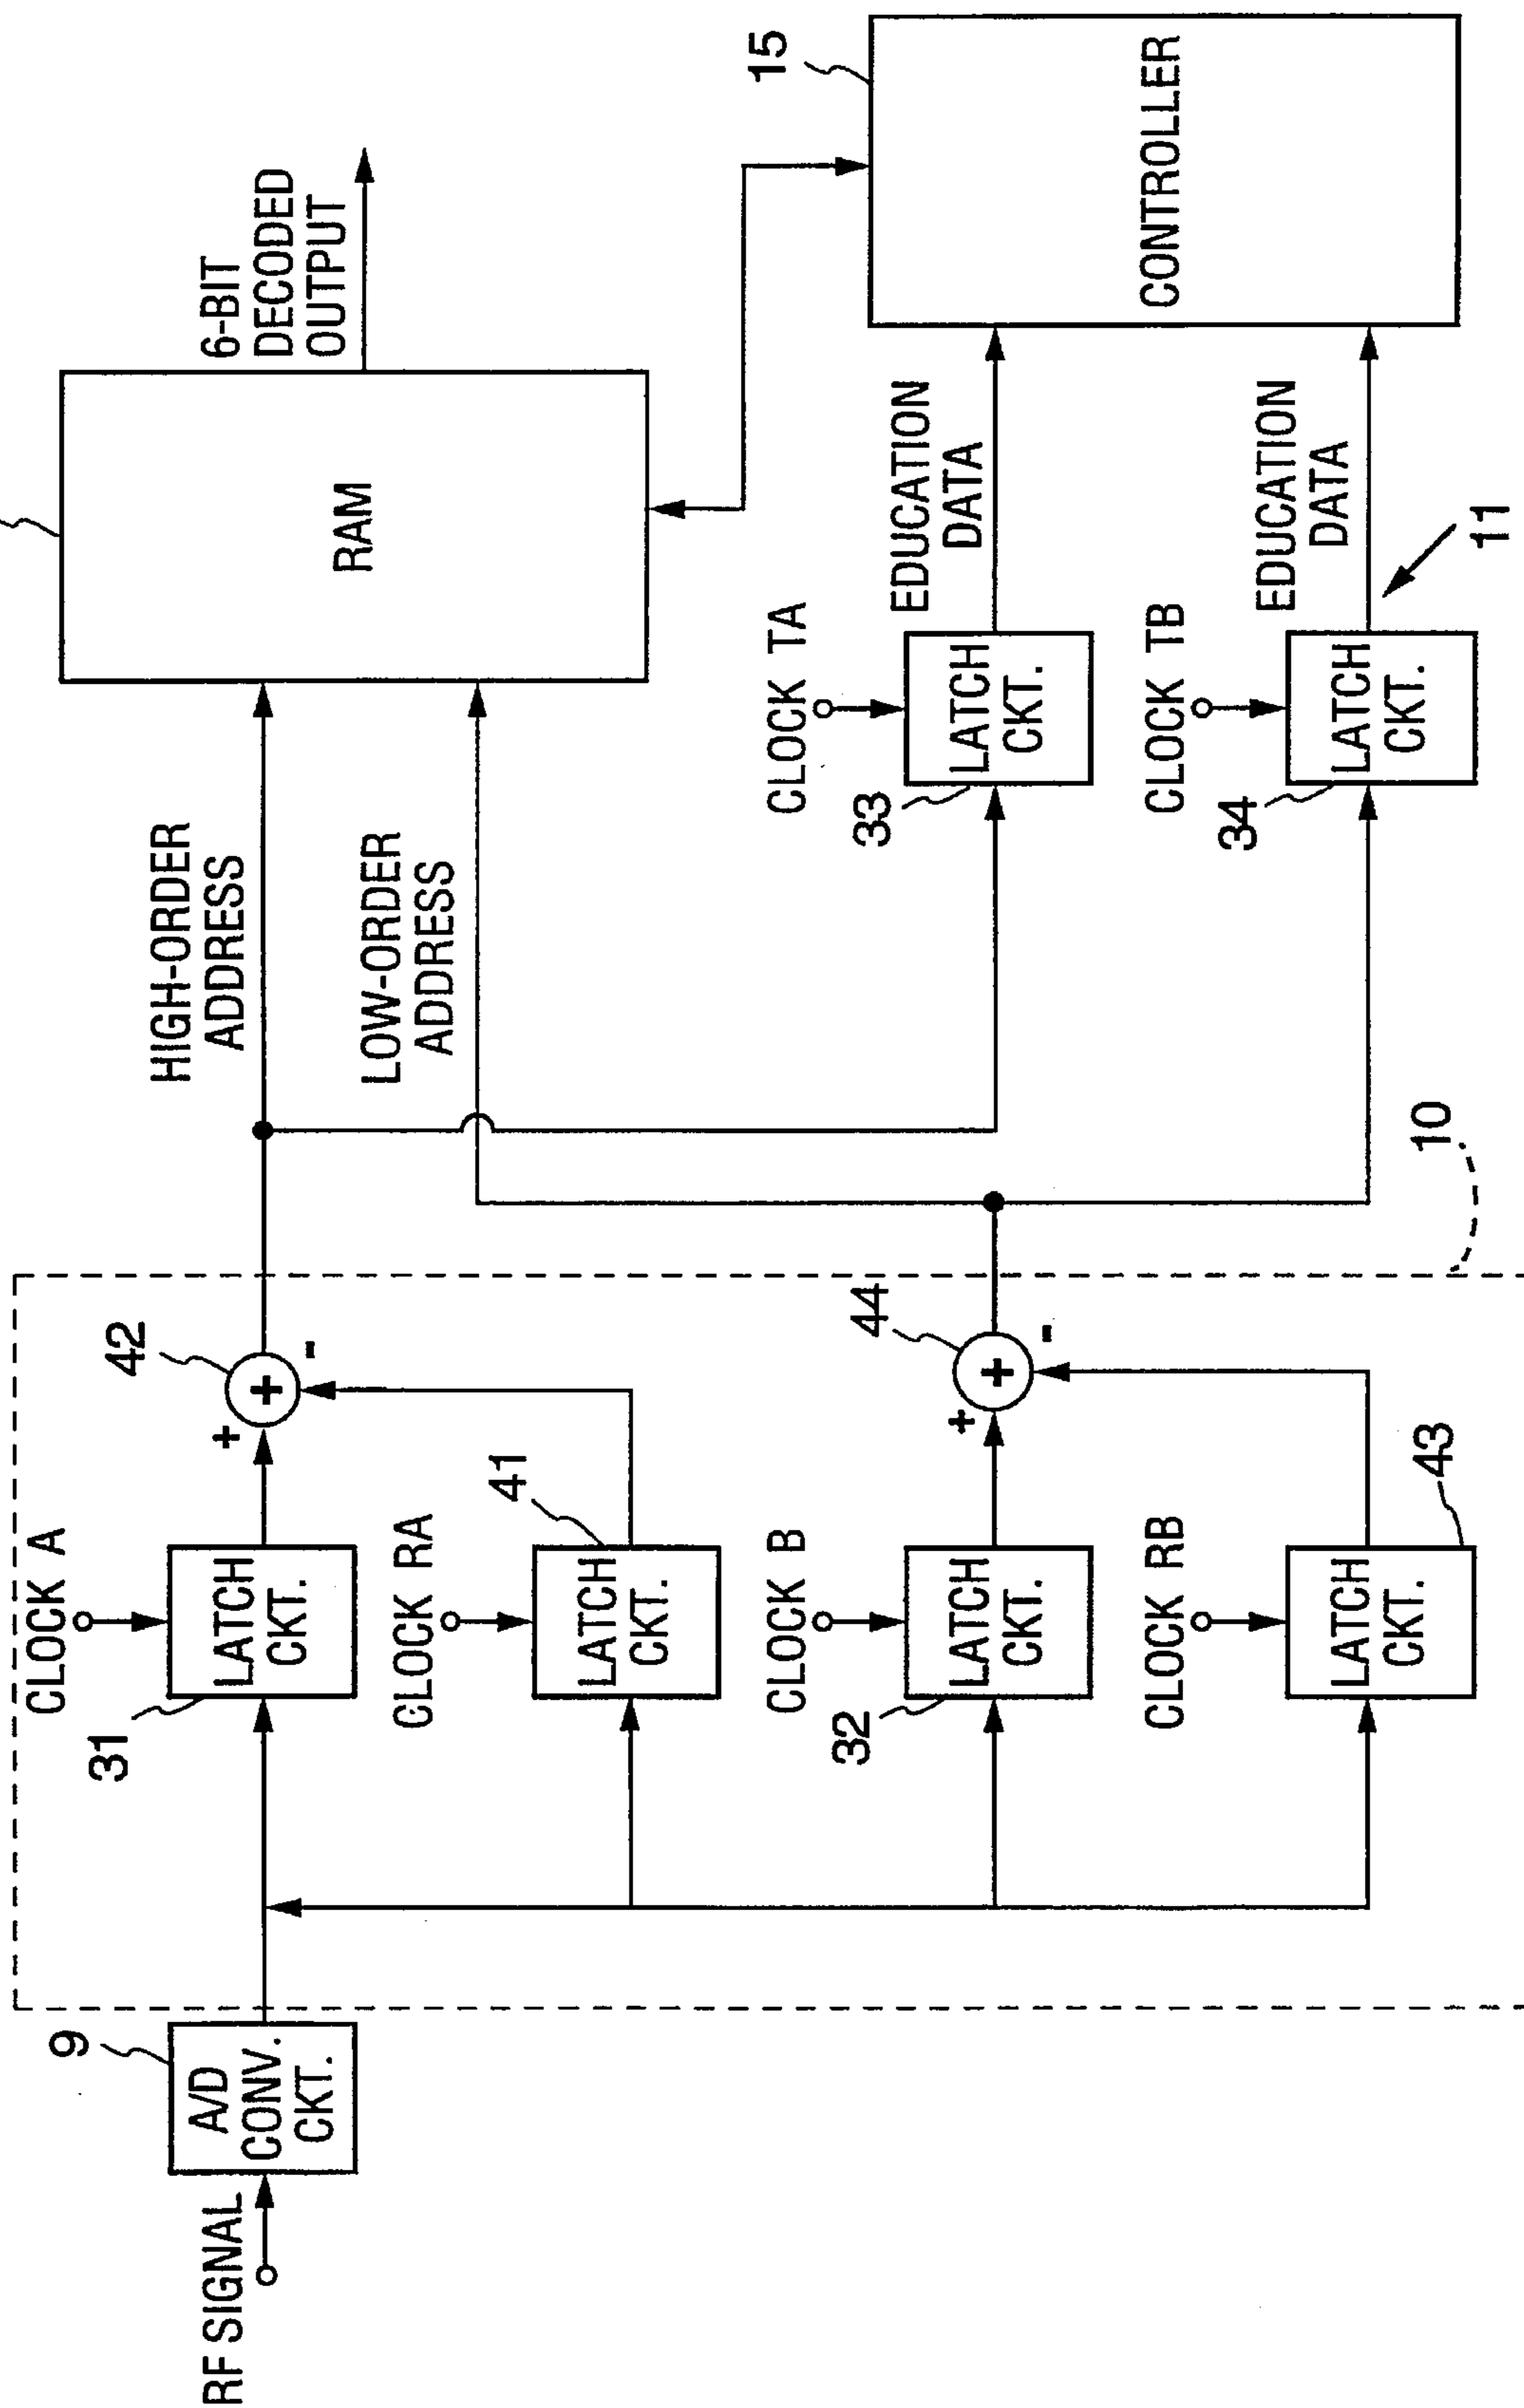 RF SIGNAL
9
A/D
CONV.
CKT.
CLOCK A
31
LATCH
CKT.
42
+
+
-
CLOCK RA
41
LATCH
CKT.
CLOCK B
32
LATCH
CKT.
44
+
+
-
CLOCK RB
43
LATCH
CKT.
10
HIGH-ORDER
ADDRESS
LOW-ORDER
ADDRESS
RAM
6-BIT
DECODED
OUTPUT
CLOCK TA
33
LATCH
CKT.
EDUCATION
DATA
CLOCK TB
34
LATCH
CKT.
EDUCATION
DATA
11
15
CONTROLLER